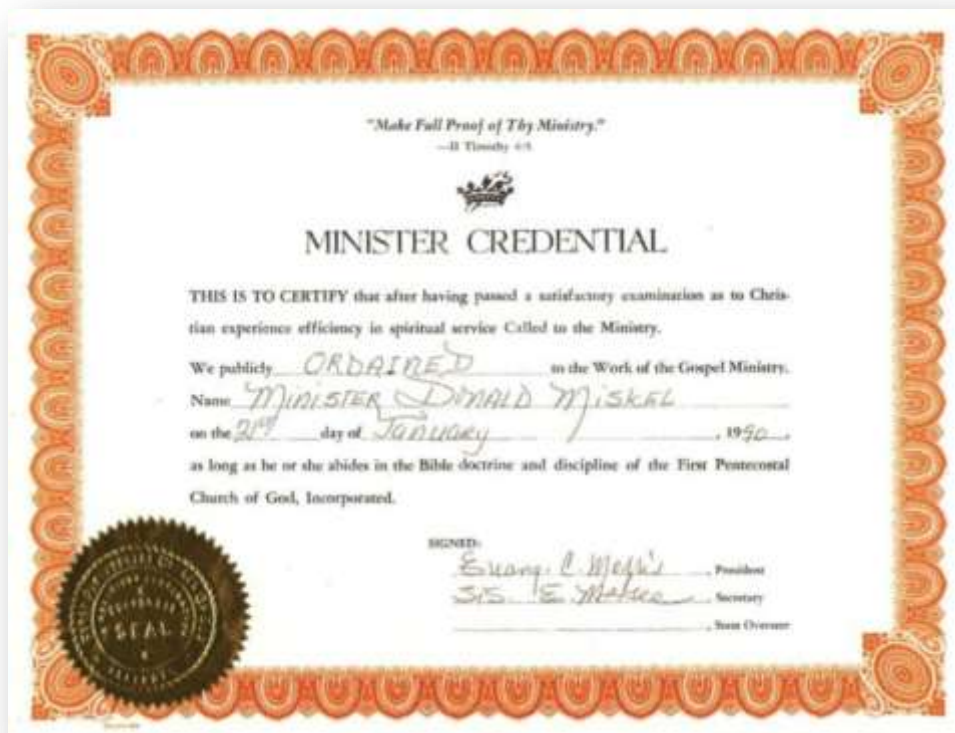 "Make Full Proof of Thy Ministry."
—II Timothy 4:5
MINISTER CREDENTIAL
THIS IS TO CERTIFY that after having passed a satisfactory examination as to Chris-
tian experience efficiency in spiritual service Called to the Ministry.
We publicly ORDAINED to the Work of the Gospel Ministry.
Name MINISTER DONALD MISKEL
on the 21st day of JANUARY, 1990,
as long as he or she abides in the Bible doctrine and discipline of the First Pentecostal
Church of God, Incorporated.
SIGNED:
Evang. C. , President
SIS. E. , Secretary
, State Overseer
SEAL